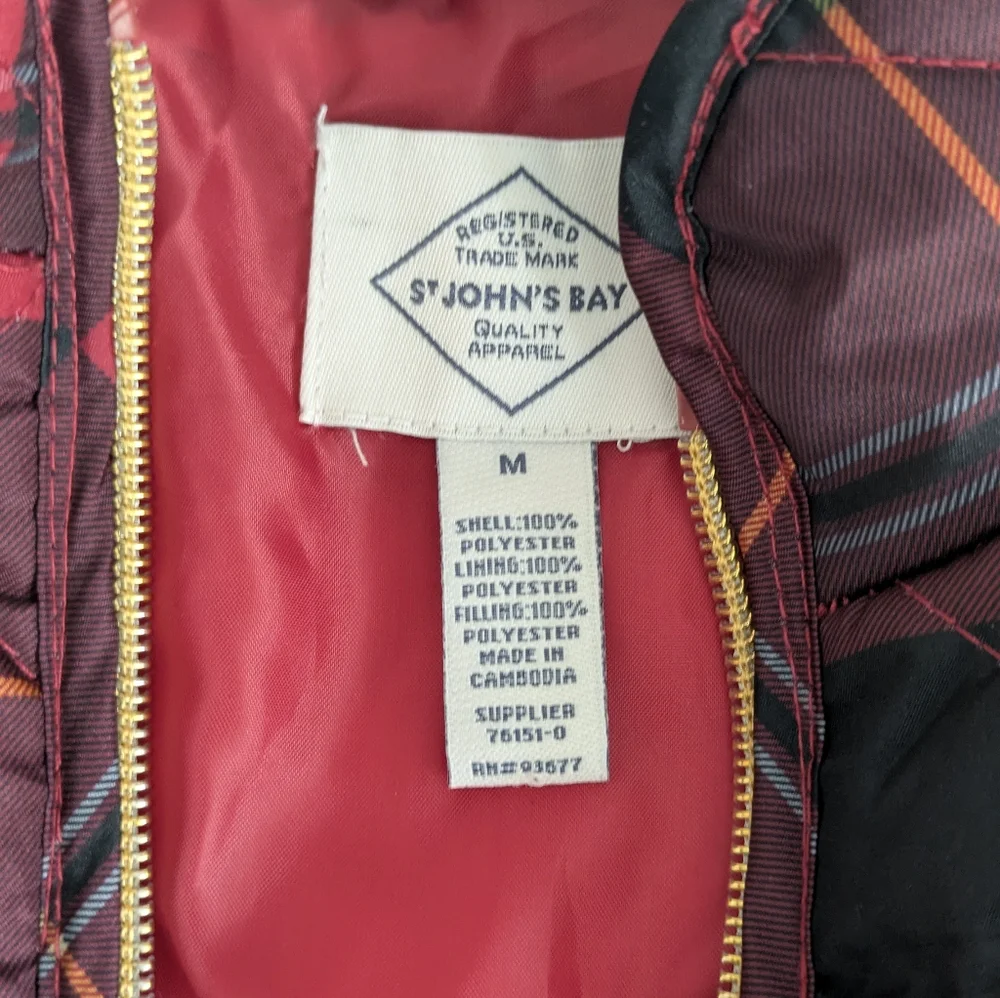 REGISTERED
U.S.
TRADE MARK
ST JOHN'S BAY
QUALITY
APPAREL
M
SHELL:100%
POLYESTER
LINING:100%
POLYESTER
FILLING:100%
POLYESTER
MADE IN
CAMBODIA
SUPPLIER
76151-0
RN#93677